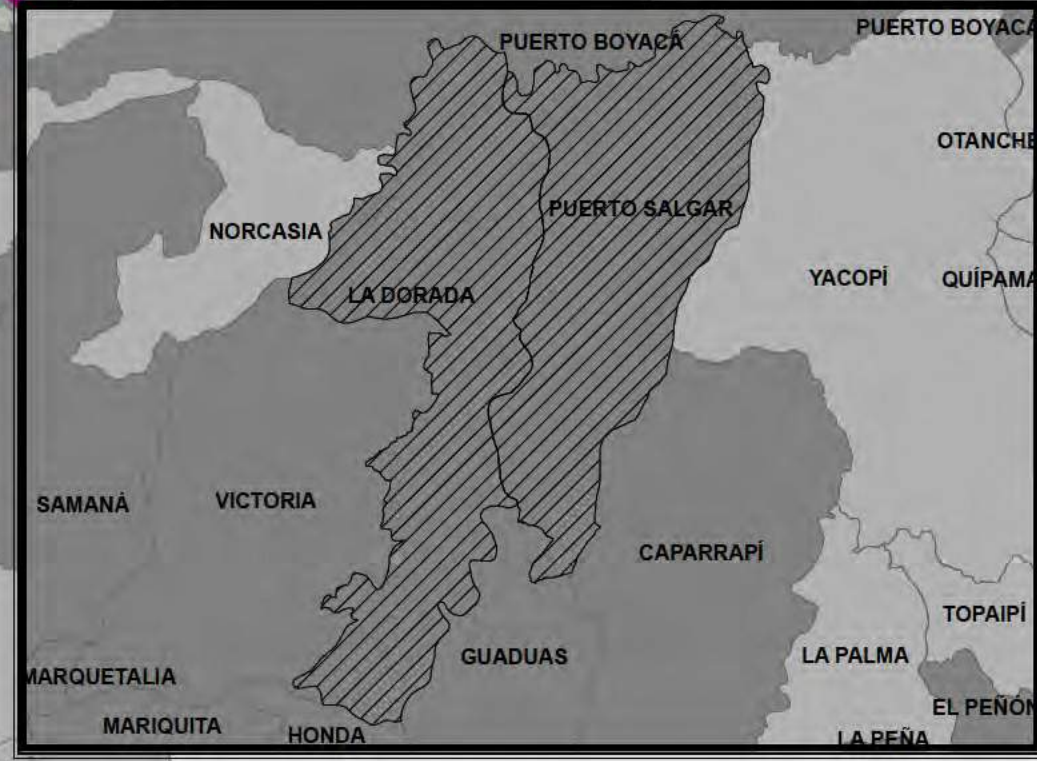 PUERTO BOYACÁ
PUERTO BOYACÁ
OTANCHE
PUERTO SALGAR
NORCASIA
YACOPÍ
QUÍPAMA
LA DORADA
SAMANÁ
VICTORIA
CAPARRAPÍ
TOPAIPÍ
GUADUAS
LA PALMA
MARQUETALIA
EL PEÑÓN
MARIQUITA
HONDA
LA PEÑA